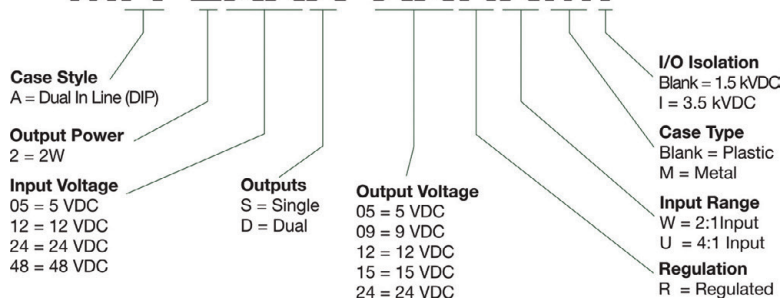 Case Style
A = Dual In Line (DIP)
Output Power
2 = 2W
Input Voltage
05 = 5 VDC
12 = 12 VDC
24 = 24 VDC
48 = 48 VDC
Outputs
S = Single
D = Dual
Output Voltage
05 = 5 VDC
09 = 9 VDC
12 = 12 VDC
15 = 15 VDC
24 = 24 VDC
I/O Isolation
Blank = 1.5 kVDC
I = 3.5 kVDC
Case Type
Blank = Plastic
M = Metal
Input Range
W = 2:1Input
U = 4:1 Input
Regulation
R = Regulated